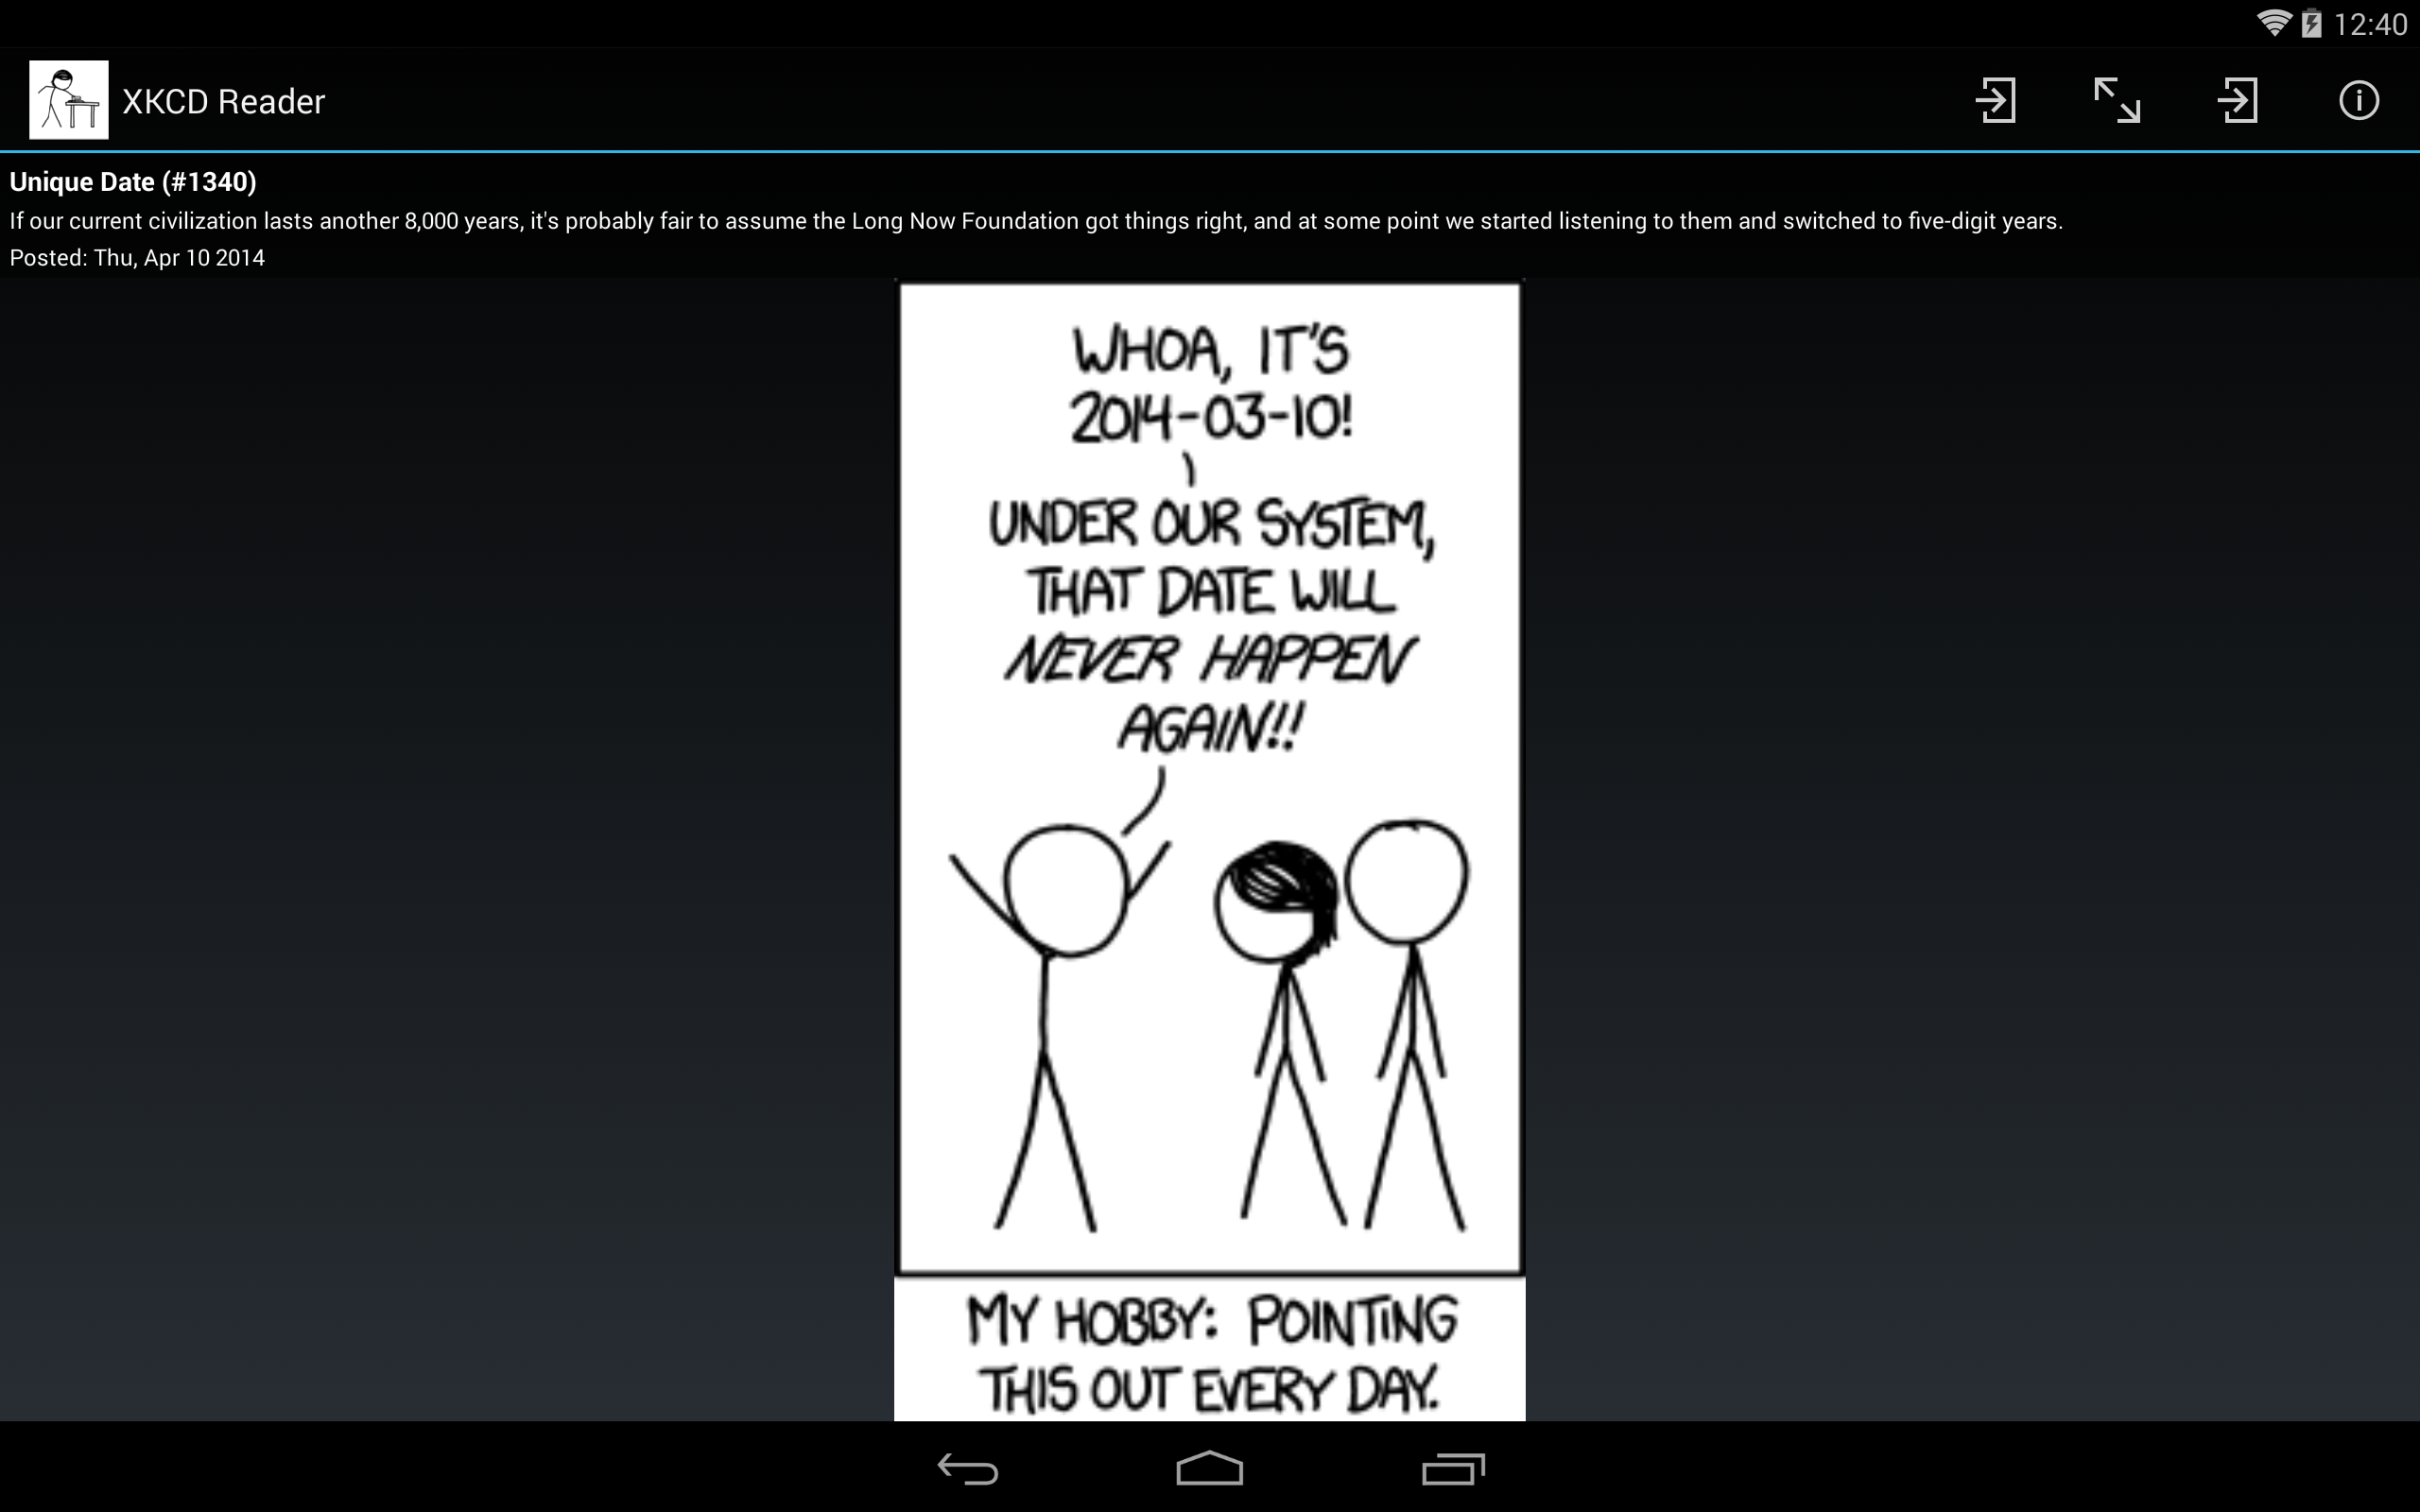 12:40
XKCD Reader
Unique Date (#1340)
If our current civilization lasts another 8,000 years, it's probably fair to assume the Long Now Foundation got things right, and at some point we started listening to them and switched to five-digit years.
Posted: Thu, Apr 10 2014
WHOA, IT'S
2014-03-10!
UNDER OUR SYSTEM,
THAT DATE WILL
NEVER HAPPEN
AGAIN!!
MY HOBBY: POINTING
THIS OUT EVERY DAY.